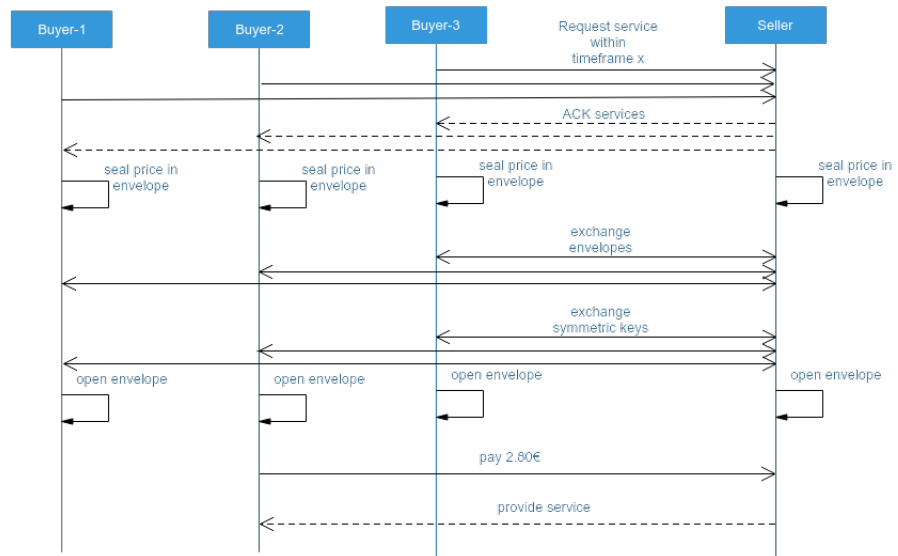 Buyer-1
Buyer-2
Buyer-3
Seller
Request service
within
timeframe x
ACK services
seal price in
envelope
seal price in
envelope
seal price in
envelope
seal price in
envelope
exchange
envelopes
exchange
symmetric keys
open envelope
open envelope
open envelope
open envelope
pay 2.80€
provide service